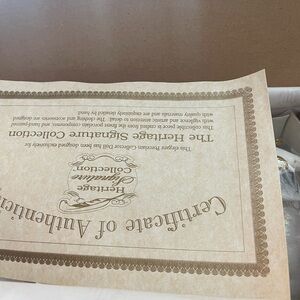 Certificate of Authentici
Heritage
Signature
Collection
This elegant Porcelain Collector Doll has been designed exclusively for
The Heritage Signature Collection
This collectible piece is crafted from the finest porcelain components, and hand-painted
with vigilance and artistic attention to detail. The clothing and accessories are designed
with quality materials and are exquisitely detailed by hand.